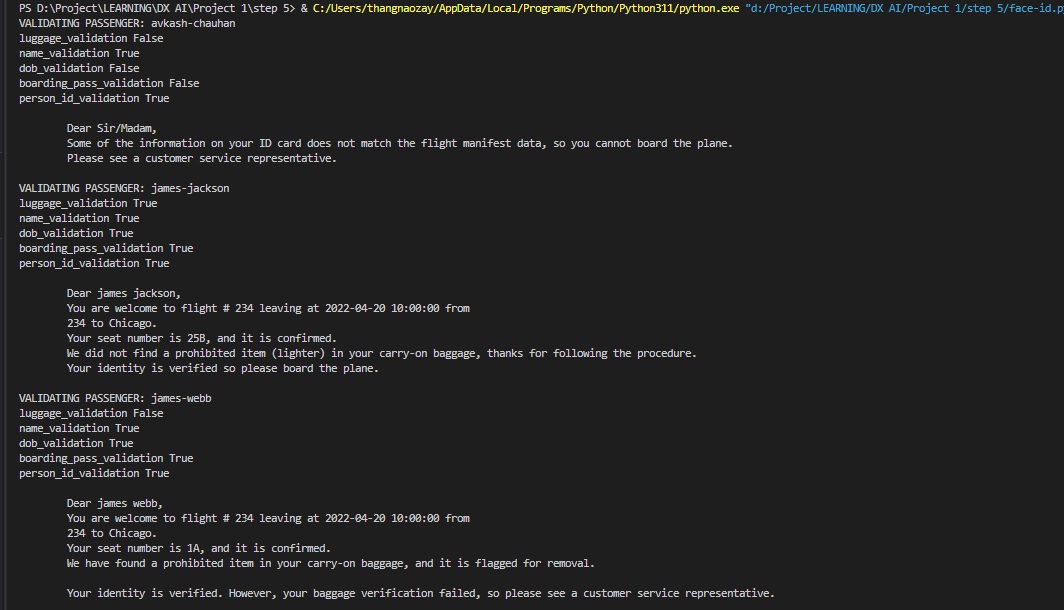 PS D:\Project\LEARNING\DX AI\Project 1\step 5> & C:/Users/thangnaozay/AppData/Local/Programs/Python/Python311/python.exe "d:/Project/LEARNING/DX AI/Project 1/step 5/face-id.p
VALIDATING PASSENGER: avkash-chauhan
luggage_validation False
name_validation True
dob_validation False
boarding_pass_validation False
person_id_validation True
Dear Sir/Madam,
Some of the information on your ID card does not match the flight manifest data, so you cannot board the plane.
Please see a customer service representative.
VALIDATING PASSENGER: james-jackson
luggage_validation True
name_validation True
dob_validation True
boarding_pass_validation True
person_id_validation True
Dear james jackson,
You are welcome to flight # 234 leaving at 2022-04-20 10:00:00 from
234 to Chicago.
Your seat number is 25B, and it is confirmed.
We did not find a prohibited item (lighter) in your carry-on baggage, thanks for following the procedure.
Your identity is verified so please board the plane.
VALIDATING PASSENGER: james-webb
luggage_validation False
name_validation True
dob_validation True
boarding_pass_validation True
person_id_validation True
Dear james webb,
You are welcome to flight # 234 leaving at 2022-04-20 10:00:00 from
234 to Chicago.
Your seat number is 1A, and it is confirmed.
We have found a prohibited item in your carry-on baggage, and it is flagged for removal.
Your identity is verified. However, your baggage verification failed, so please see a customer service representative.